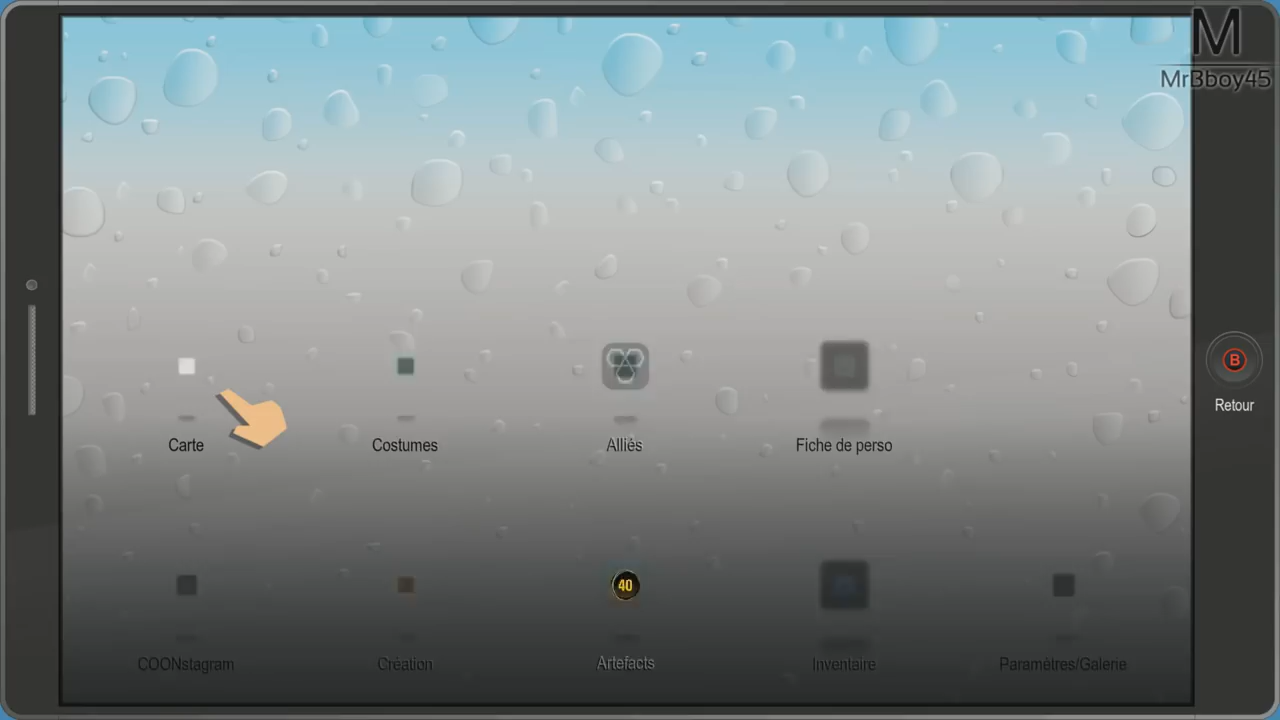 M
MrBboy45
B
Retour
Carte
Costumes
Alliés
Fiche de perso
40
COONstagram
Création
Artefacts
Inventaire
Paramètres/Galerie